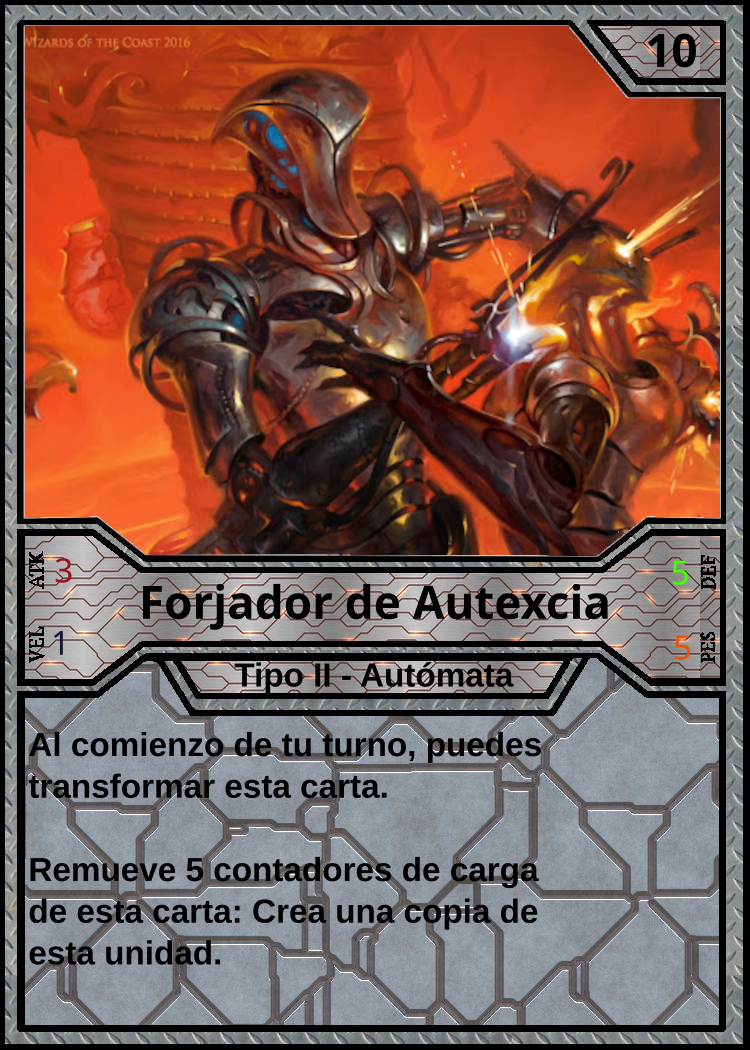 WIZARDS OF THE COAST 2016
10
ATK 3
5 DEF
Forjador de Autexcia
VEL 1
5 PES
Tipo II - Autómata
Al comienzo de tu turno, puedes
transformar esta carta.
Remueve 5 contadores de carga
de esta carta: Crea una copia de
esta unidad.